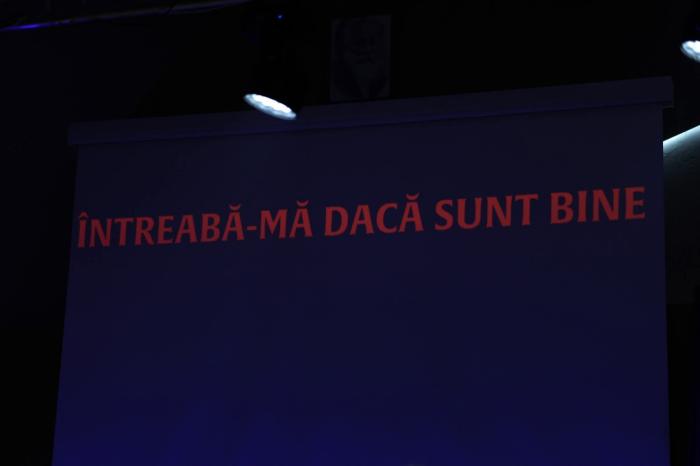 ÎNTREABĂ-MĂ DACĂ SUNT BINE